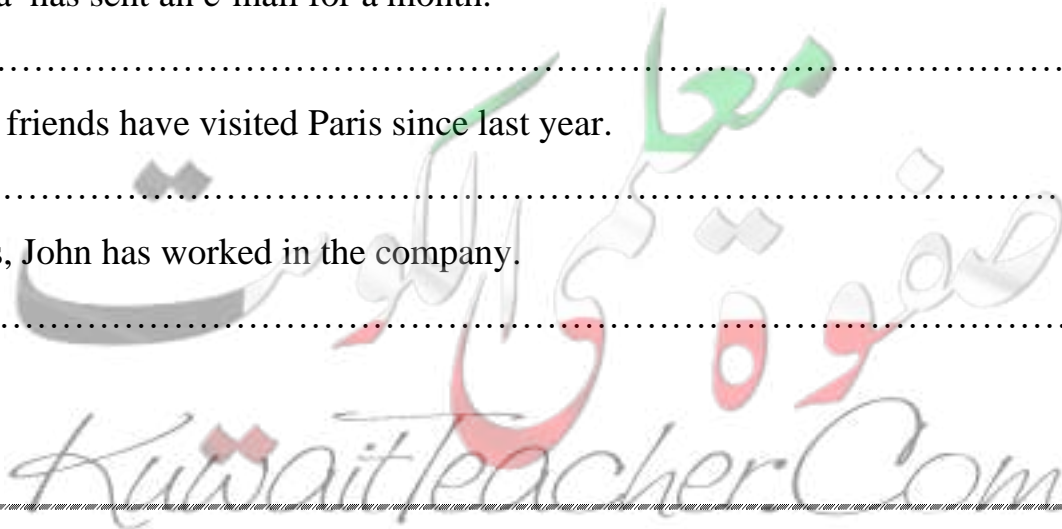 has sent an e-mail for a month.
friends have visited Paris since last year.
, John has worked in the company.
صفوة معلمى الكويت
KuwaitTeacher.Com